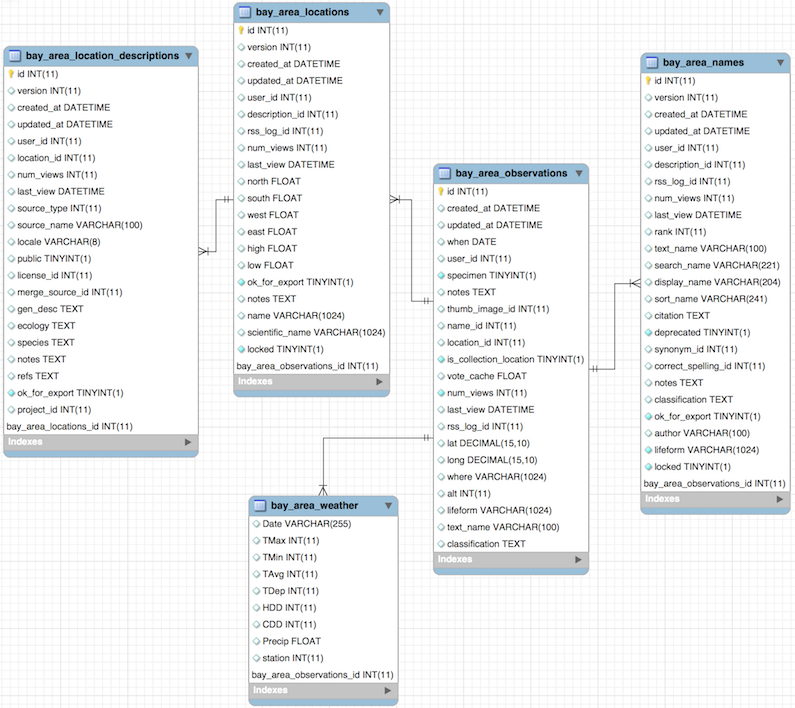 bay_area_location_descriptions
id INT(11)
version INT(11)
created_at DATETIME
updated_at DATETIME
user_id INT(11)
location_id INT(11)
num_views INT(11)
last_view DATETIME
source_type INT(11)
source_name VARCHAR(100)
locale VARCHAR(8)
public TINYINT(1)
license_id INT(11)
merge_source_id INT(11)
gen_desc TEXT
ecology TEXT
species TEXT
notes TEXT
refs TEXT
ok_for_export TINYINT(1)
project_id INT(11)
bay_area_locations_id INT(11)
Indexes
bay_area_locations
id INT(11)
version INT(11)
created_at DATETIME
updated_at DATETIME
user_id INT(11)
description_id INT(11)
rss_log_id INT(11)
num_views INT(11)
last_view DATETIME
north FLOAT
south FLOAT
west FLOAT
east FLOAT
high FLOAT
low FLOAT
ok_for_export TINYINT(1)
notes TEXT
name VARCHAR(1024)
scientific_name VARCHAR(1024)
locked TINYINT(1)
bay_area_observations_id INT(11)
Indexes
bay_area_observations
id INT(11)
created_at DATETIME
updated_at DATETIME
when DATE
user_id INT(11)
specimen TINYINT(1)
notes TEXT
thumb_image_id INT(11)
name_id INT(11)
location_id INT(11)
is_collection_location TINYINT(1)
vote_cache FLOAT
num_views INT(11)
last_view DATETIME
rss_log_id INT(11)
lat DECIMAL(15,10)
long DECIMAL(15,10)
where VARCHAR(1024)
alt INT(11)
lifeform VARCHAR(1024)
text_name VARCHAR(100)
classification TEXT
Indexes
bay_area_names
id INT(11)
version INT(11)
created_at DATETIME
updated_at DATETIME
user_id INT(11)
description_id INT(11)
rss_log_id INT(11)
num_views INT(11)
last_view DATETIME
rank INT(11)
text_name VARCHAR(100)
search_name VARCHAR(221)
display_name VARCHAR(204)
sort_name VARCHAR(241)
citation TEXT
deprecated TINYINT(1)
synonym_id INT(11)
correct_spelling_id INT(11)
notes TEXT
classification TEXT
ok_for_export TINYINT(1)
author VARCHAR(100)
lifeform VARCHAR(1024)
locked TINYINT(1)
bay_area_observations_id INT(11)
Indexes
bay_area_weather
Date VARCHAR(255)
TMax INT(11)
TMin INT(11)
TAvg INT(11)
TDep INT(11)
HDD INT(11)
CDD INT(11)
Precip FLOAT
station INT(11)
bay_area_observations_id INT(11)
Indexes